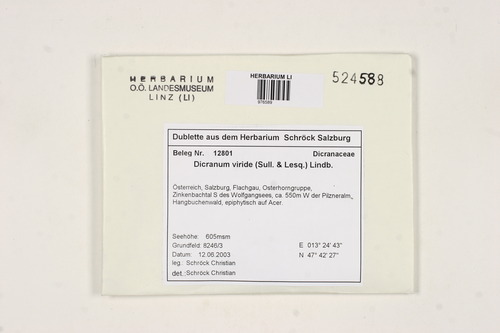 HERBARIUM
O.Ö. LANDESMUSEUM
LINZ (LI)
HERBARIUM LI
524588
Dublette aus dem Herbarium Schröck Salzburg
Beleg Nr. 12801 Dicranaceae
Dicranum viride (Sull. & Lesq.) Lindb.
Österreich, Salzburg, Flachgau, Osterhorngruppe,
Zinkenbachtal S des Wolfgangsees, ca. 550m W der Pilzneralm,
Hangbuchenwald, epiphytisch auf Acer.
Seehöhe: 605msm
Grundfeld: 8246/3 E 013° 24' 43"
Datum: 12.06.2003 N 47° 42' 27"
leg.: Schröck Christian
det.: Schröck Christian